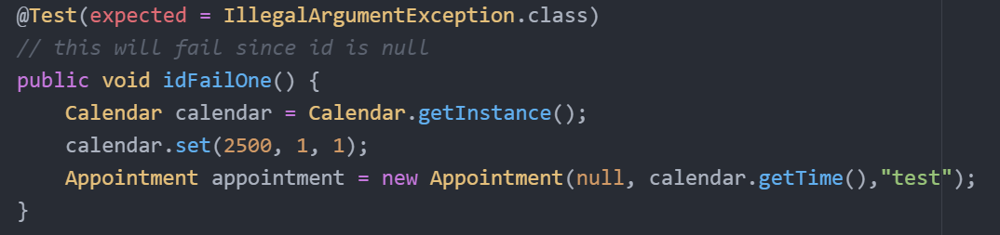 @Test(expected = IllegalArgumentException.class)
// this will fail since id is null
public void idFailOne() {
    Calendar calendar = Calendar.getInstance();
    calendar.set(2500, 1, 1);
    Appointment appointment = new Appointment(null, calendar.getTime(),"test");
}